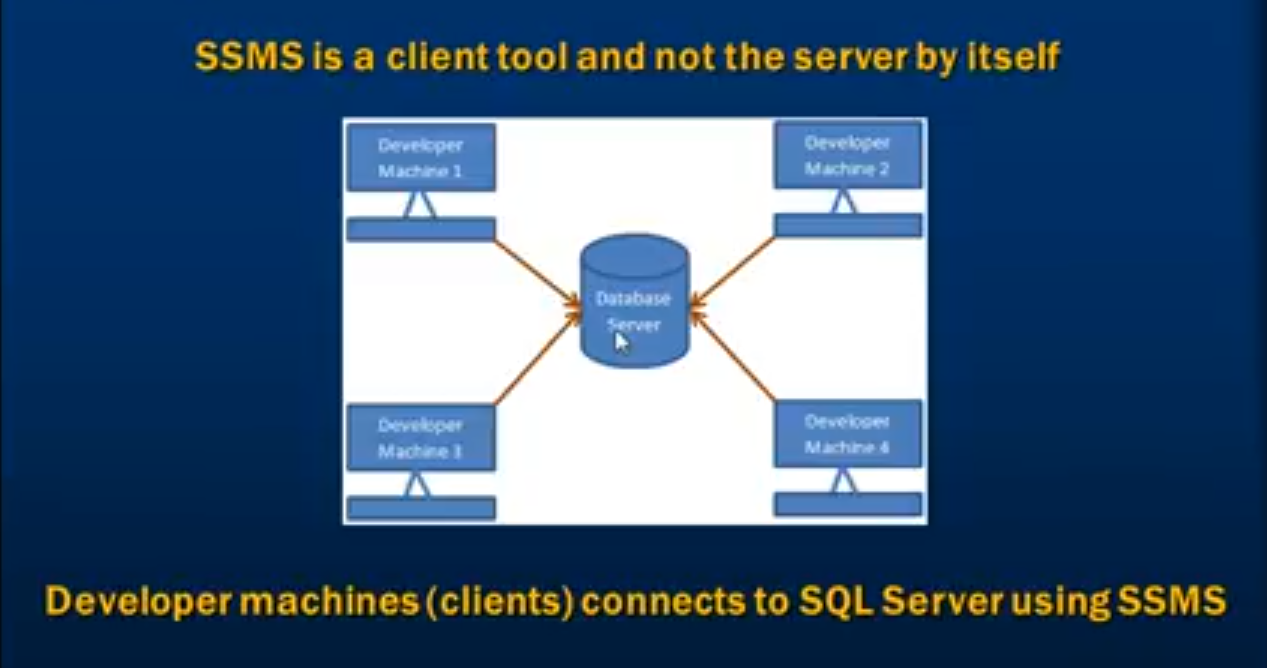 SSMS is a client tool and not the server by itself
Developer
Machine 1
Developer
Machine 2
Database
Server
Developer
Machine 3
Developer
Machine 4
Developer machines (clients) connects to SQL Server using SSMS